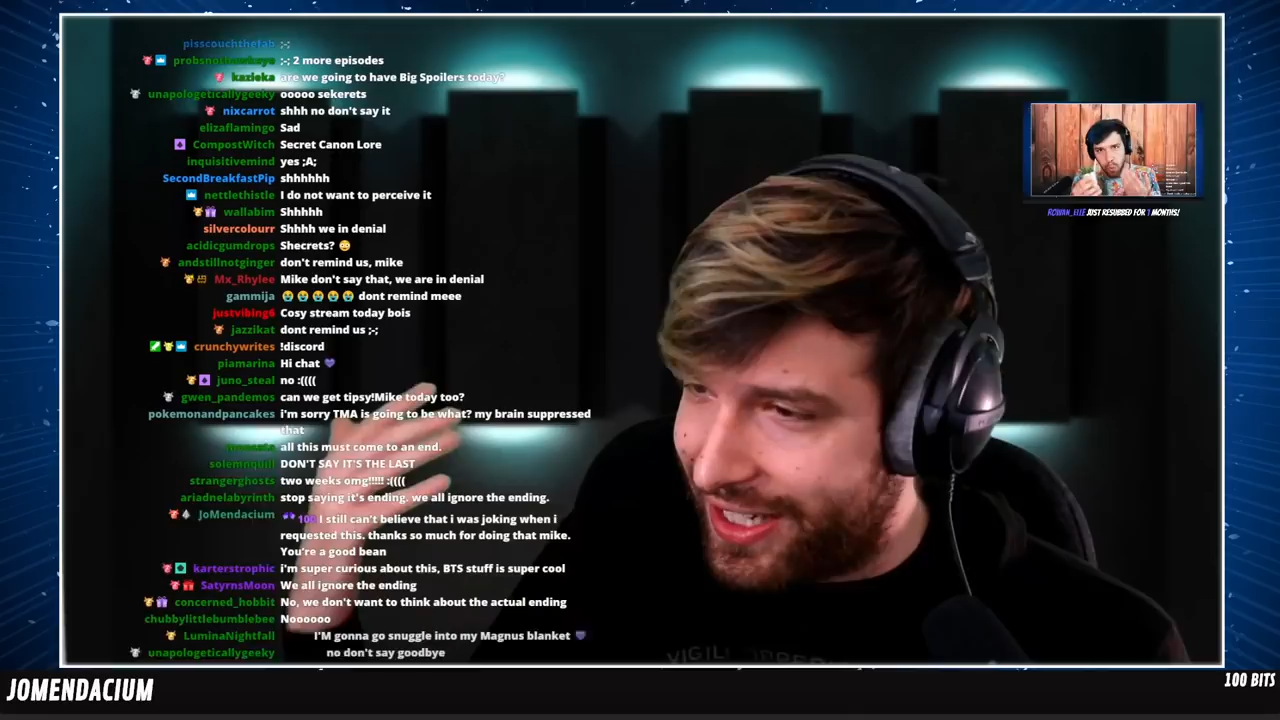 pisscouchthefab ;-;
;-; 2 more episodes
kazieka are we going to have Big Spoilers today?
unapologeticallygeeky ooooo sekerets
nixcarrot shhh no don't say it
elizaflamingo Sad
CompostWitch Secret Canon Lore
inquisitivemind yes ;A;
SecondBreakfastPip shhhhhh
nettlethistle I do not want to perceive it
wallabim Shhhhh
silvercolourr Shhhh we in denial
acidicgumdrops Shecrets? 😳
andstillnotginger don't remind us, mike
Mx_Rhylee Mike don't say that, we are in denial
gammija 😭 😭 😭 😭 😭 dont remind meee
justvibing6 Cosy stream today bois
jazzikat dont remind us ;-;
crunchywrites !discord
piamarina Hi chat 💜
juno_steal no :((((
gwen_pandemos can we get tipsy!Mike today too?
pokemonandpancakes i'm sorry TMA is going to be what? my brain suppressed
that
all this must come to an end.
solemnquill DON'T SAY IT'S THE LAST
strangerghosts two weeks omg!!!!! :((((
ariadnelabyrinth stop saying it's ending. we all ignore the ending.
JoMendacium 100 I still can't believe that i was joking when i
requested this. thanks so much for doing that mike.
You're a good bean
karterstrophic i'm super curious about this, BTS stuff is super cool
SatyrnsMoon We all ignore the ending
concerned_hobbit No, we don't want to think about the actual ending
chubbylittlebumblebee Noooooo
LuminaNightfall I'M gonna go snuggle into my Magnus blanket 💜
unapologeticallygeeky no don't say goodbye
ROWAN_ELLE JUST RESUBBED FOR 1 MONTHS!
JOMENDACIUM
100 BITS